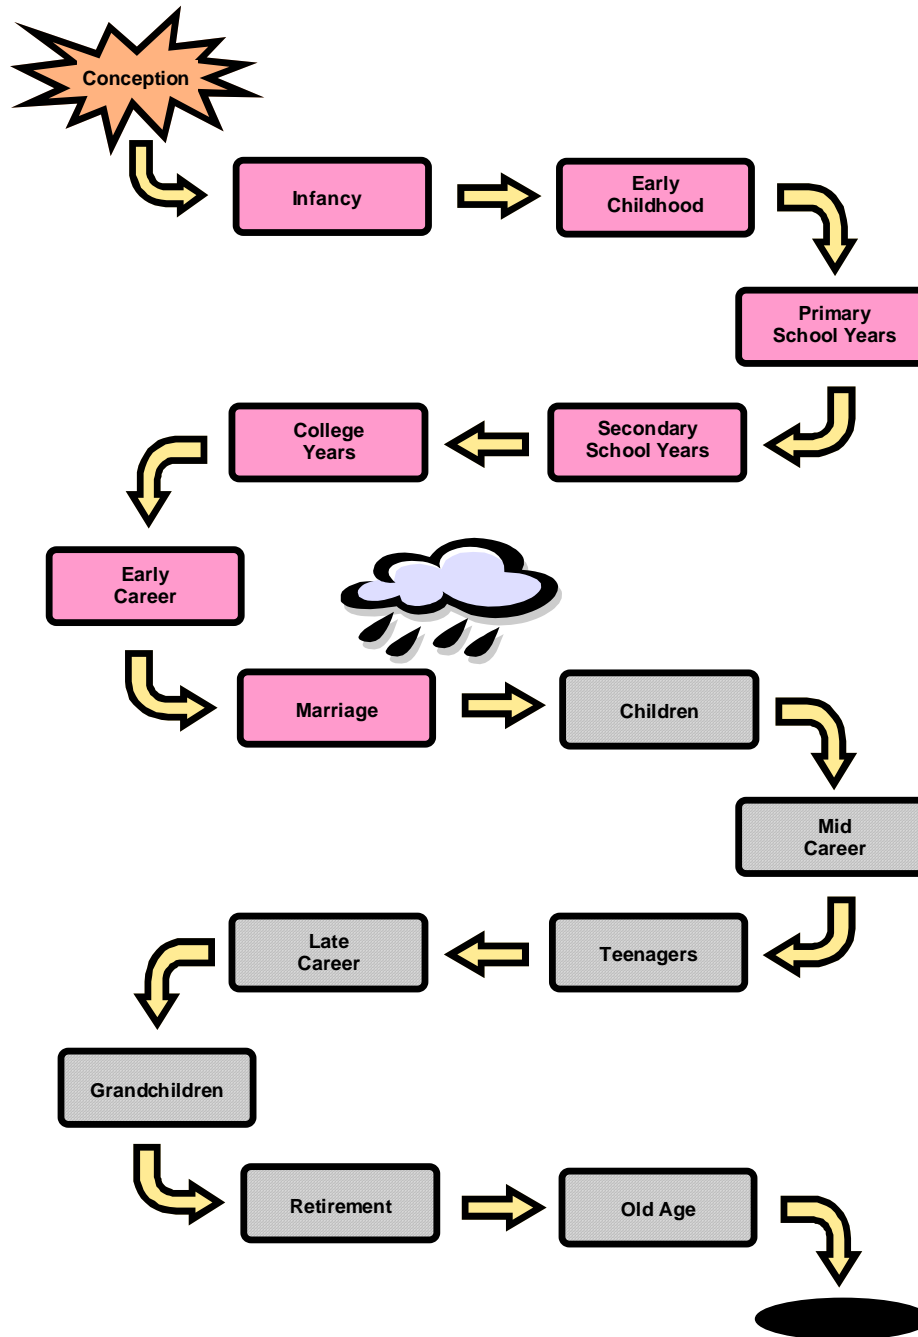 Conception
Infancy
Early
Childhood
Primary
School Years
Secondary
School Years
College
Years
Early
Career
Marriage
Children
Mid
Career
Teenagers
Late
Career
Grandchildren
Retirement
Old Age